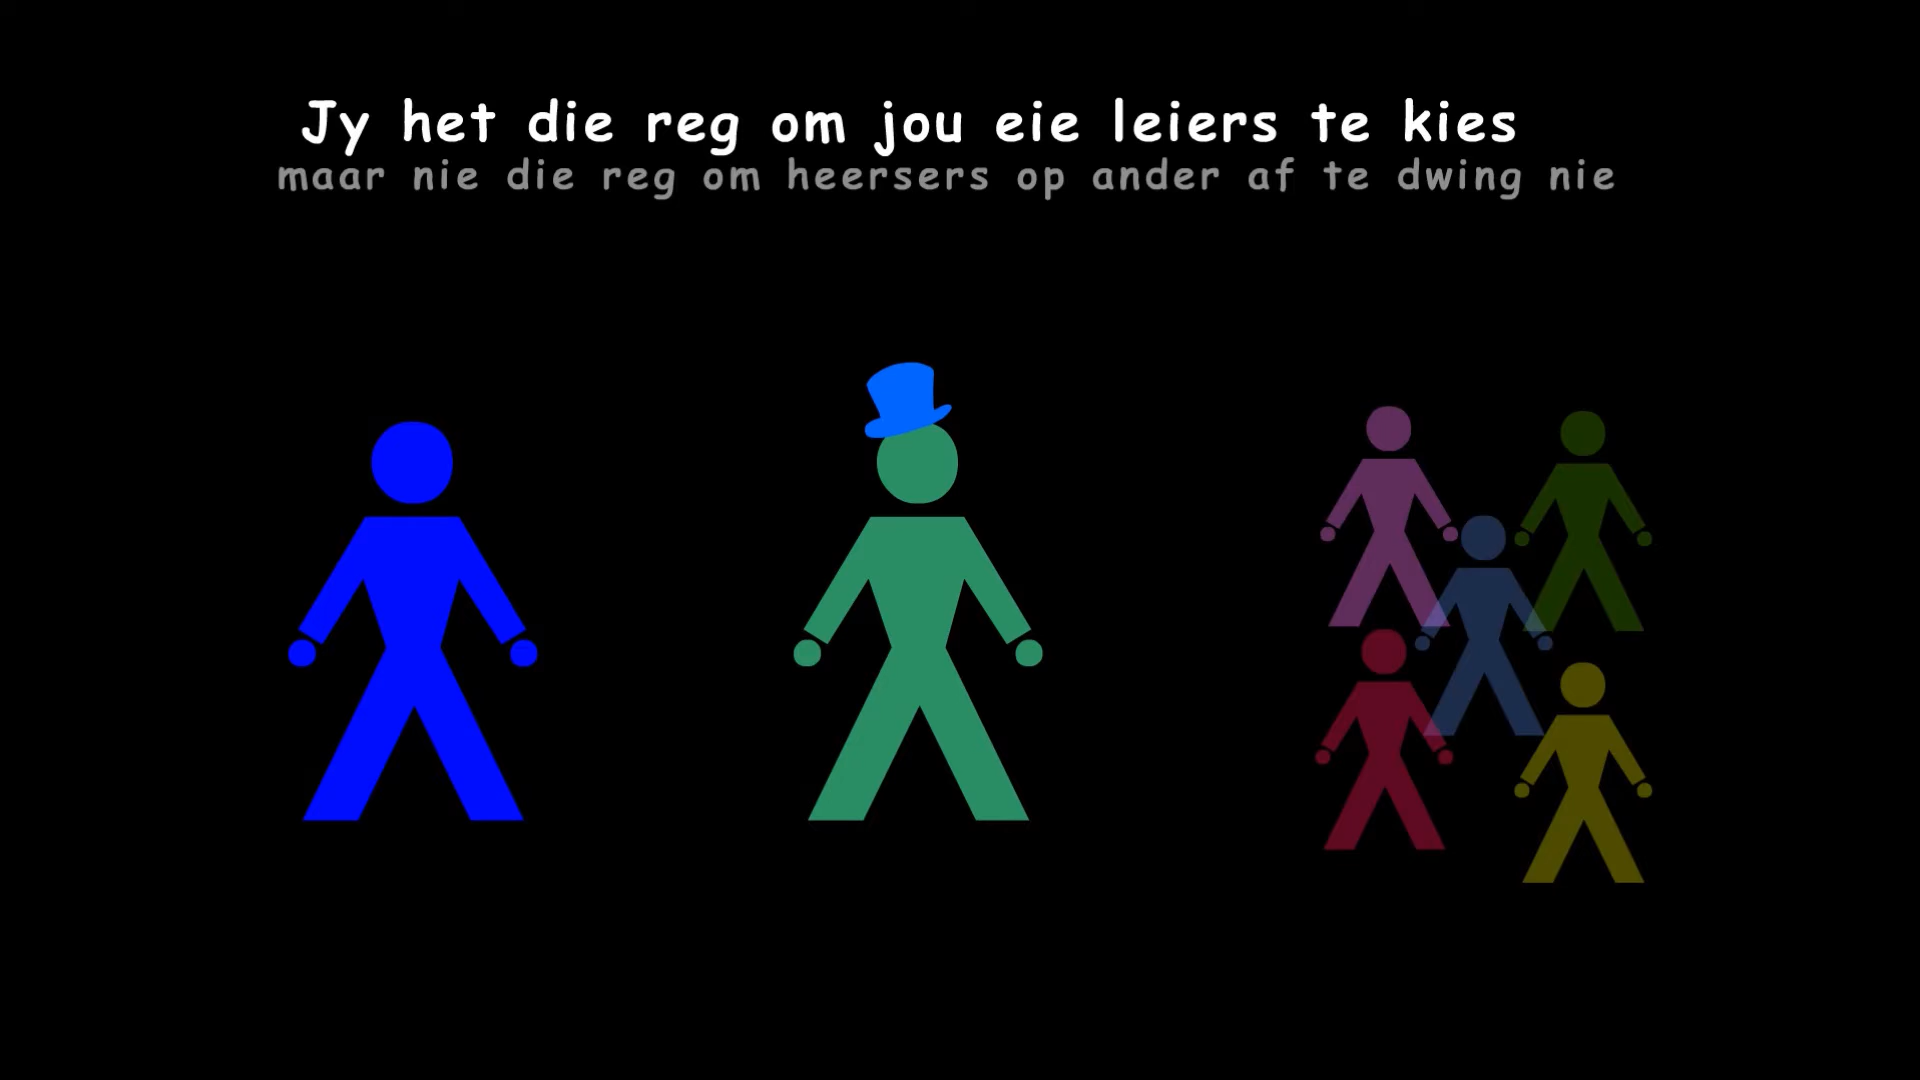 Jy het die reg om jou eie leiers te kies
maar nie die reg om heersers op ander af te dwing nie